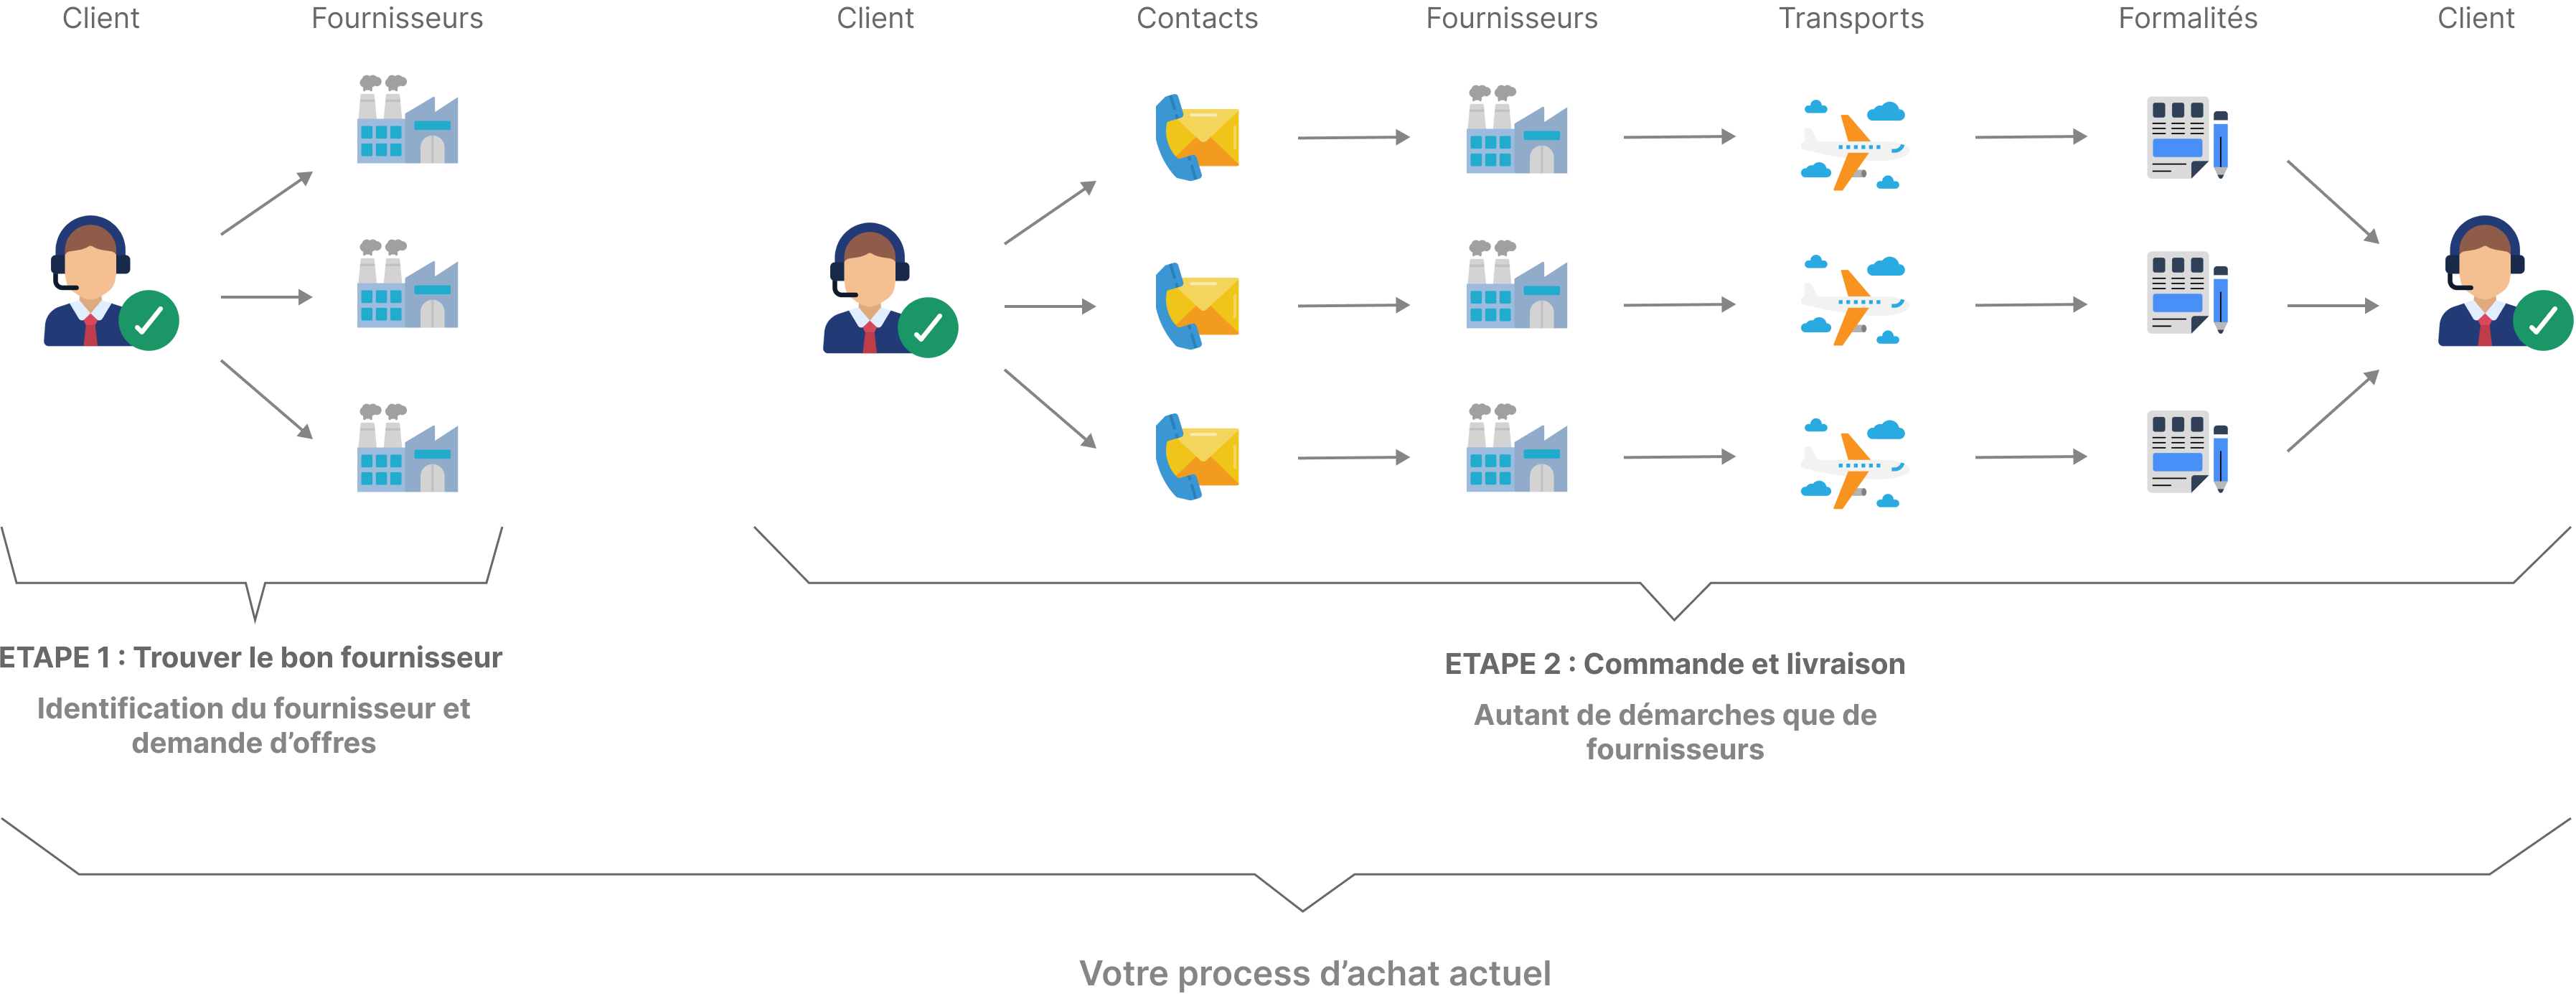 Client
Fournisseurs
Client
Contacts
Fournisseurs
Transports
Formalités
Client
ETAPE 1 : Trouver le bon fournisseur
Identification du fournisseur et
demande d’offres
ETAPE 2 : Commande et livraison
Autant de démarches que de
fournisseurs
Votre process d’achat actuel